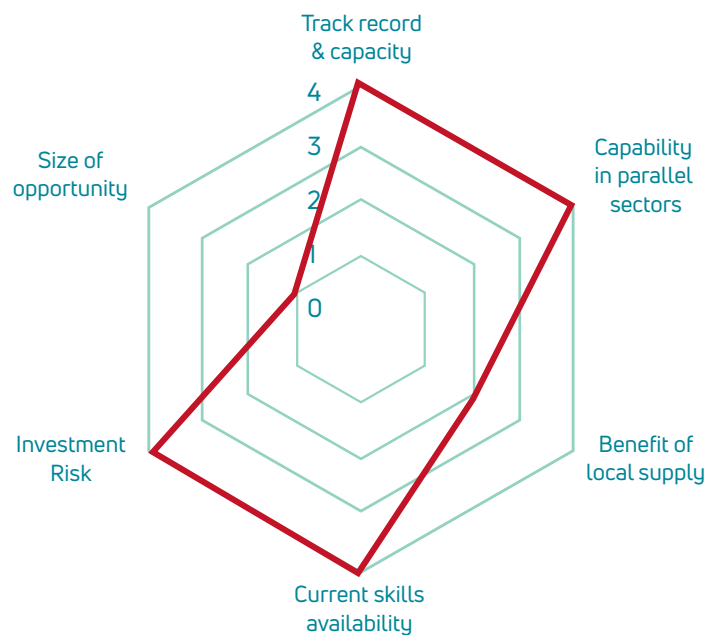 Track record
& capacity
4
3
2
1
0
Size of
opportunity
Capability
in parallel
sectors
Investment
Risk
Benefit of
local supply
Current skills
availability